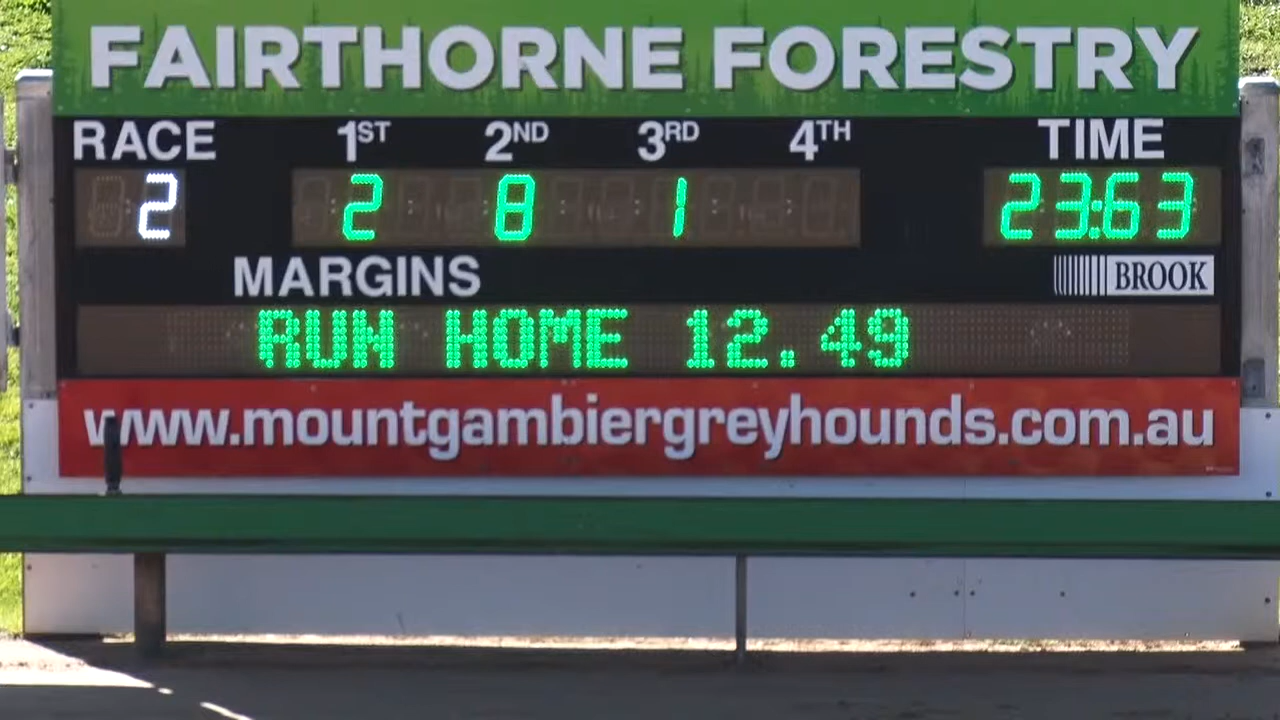 FAIRTHORNE FORESTRY
RACE 1ST 2ND 3RD 4TH TIME
2 2 8 1 23:63
MARGINS BROOK
RUN HOME 12.49
www.mountgambiergreyhounds.com.au